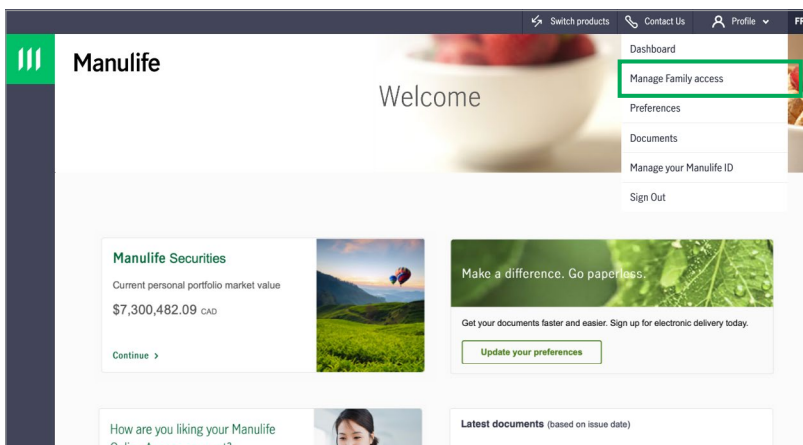 Switch products
Contact Us
Profile
FR
Manulife
Welcome
Dashboard
Manage Family access
Preferences
Documents
Manage your Manulife ID
Sign Out
Manulife Securities
Current personal portfolio market value
$7,300,482.09 CAD
Continue >
Make a difference. Go paperless.
Get your documents faster and easier. Sign up for electronic delivery today.
Update your preferences
How are you liking your Manulife
Latest documents (based on issue date)